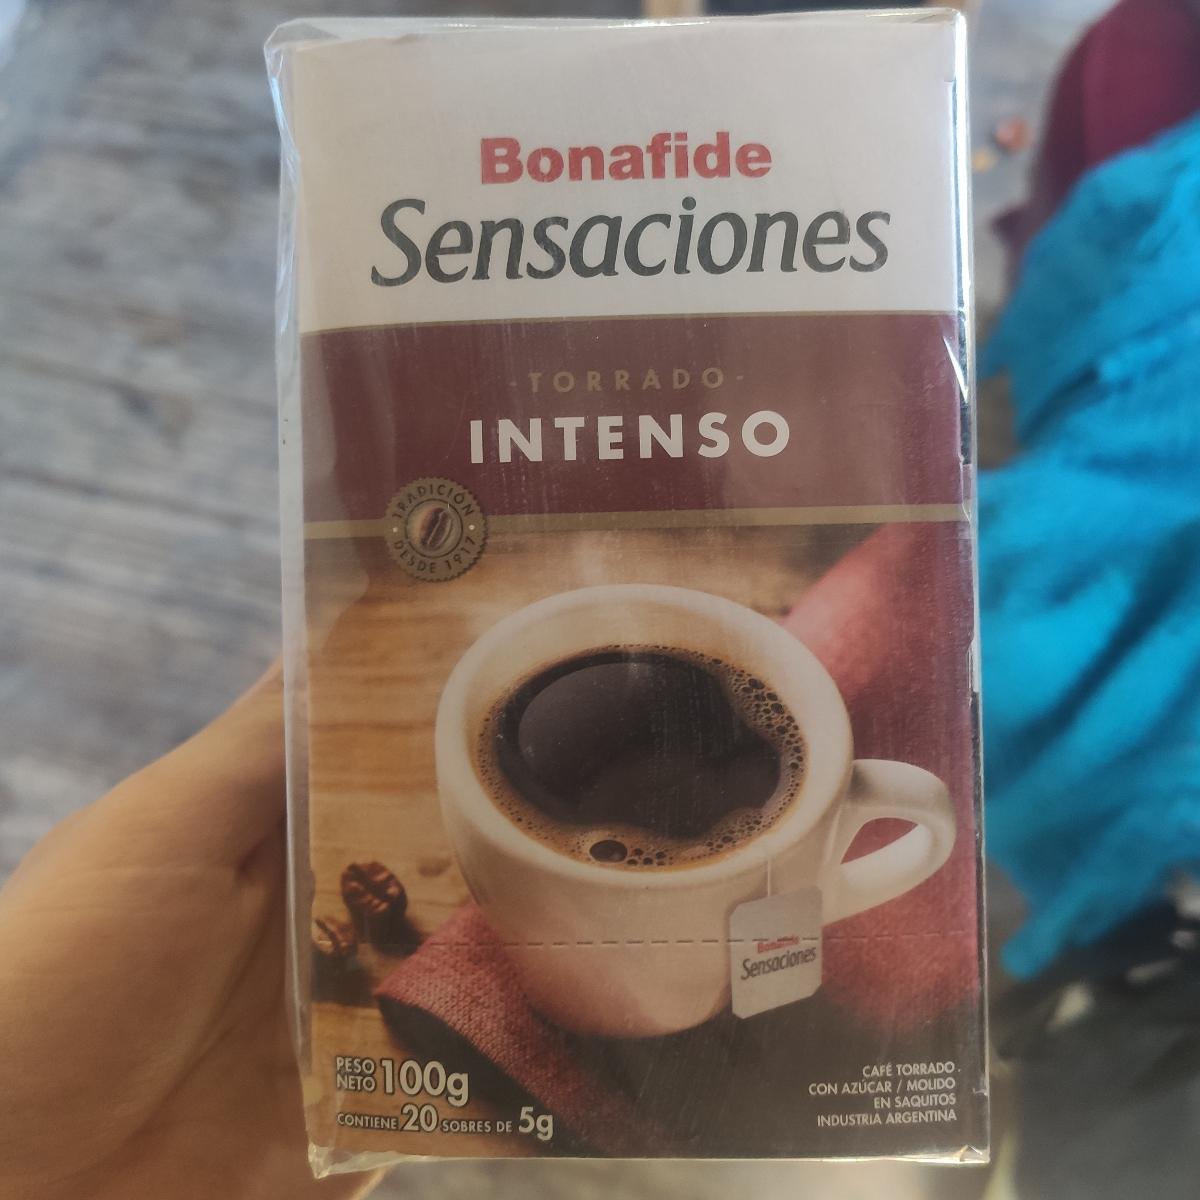 Bonafide
Sensaciones
-TORRADO-
INTENSO
TRADICIÓN
DESDE 1917
Bonafide
Sensaciones
PESO NETO 100g
CONTIENE 20 SOBRES DE 5g
CAFÉ TORRADO
CON AZÚCAR / MOLIDO
EN SAQUITOS
INDUSTRIA ARGENTINA